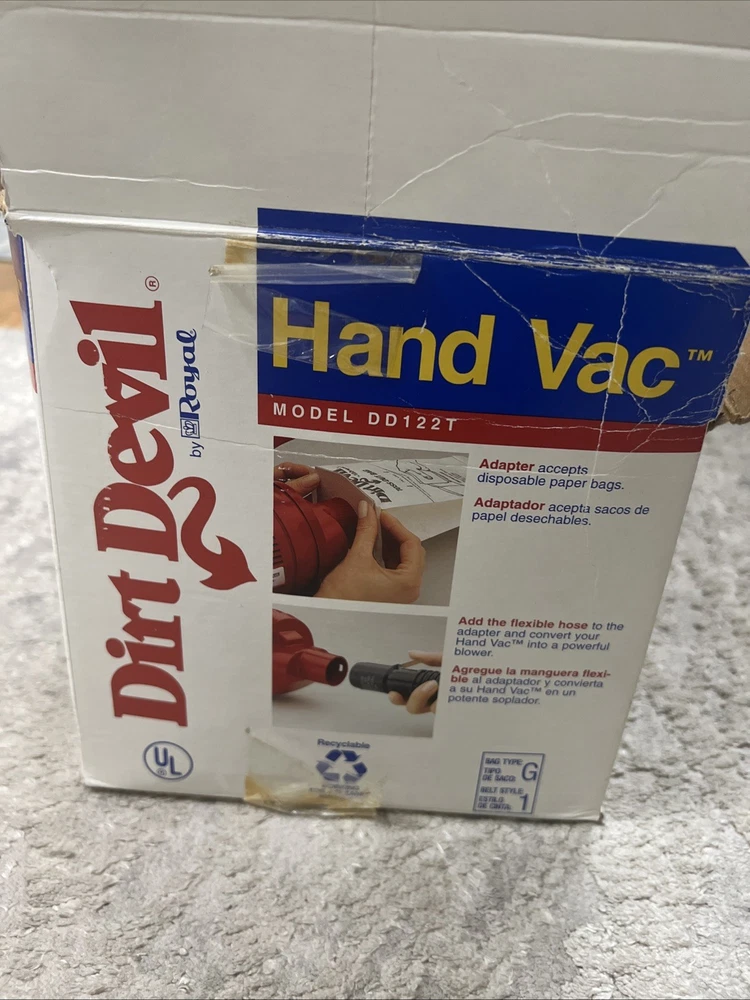 Dirt Devil®
by Royal
UL
Hand Vac™
MODEL DD122T
Adapter accepts
disposable paper bags.
Adaptador acepta sacos de
papel desechables.
Add the flexible hose to the
adapter and convert your
Hand Vac™ into a powerful
blower.
Agregue la manguera flexi-
ble al adaptador y convierta
a su Hand Vac™ en un
potente soplador.
Recyclable
BAG TYPE:
TIPO
DE SACO: G
BELT STYLE:
ESTILO
DE CINTA: 1